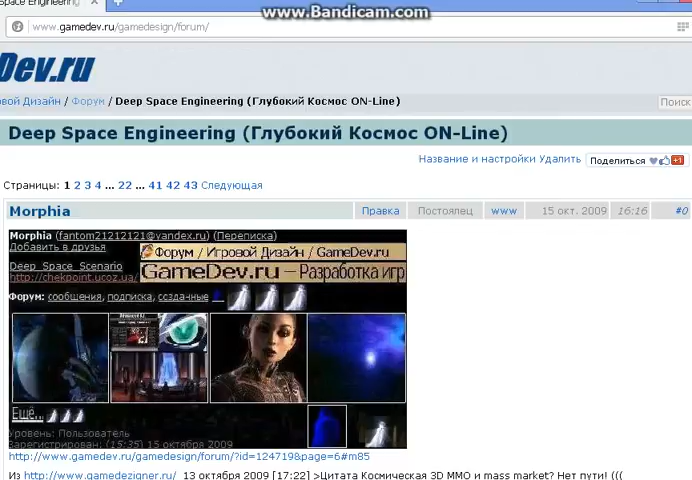 www.Bandicam.com
Space Engineering
www.gamedev.ru/gamedesign/forum/
Dev.ru
овой Дизайн / Форум / Deep Space Engineering (Глубокий Космос ON-Line)
Поиск
Deep Space Engineering (Глубокий Космос ON-Line)
Название и настройки Удалить
Поделиться
+1
Страницы: 1 2 3 4 ... 22 ... 41 42 43 Следующая
Morphia
Правка
Постоялец
www
15 окт. 2009
16:16
#0
Morphia (fantom21212121@yandex.ru) (Переписка)
Добавить в друзья
Форум / Игровой Дизайн / GameDev.ru
Deep Space Scenario
http://chekpoint.ucoz.ua/
GameDev.ru — Разработка игр
Форум: сообщения, подписка, созданные
Ещё...
Уровень: Пользователь
Зарегистрирован: (15:35) 15 октября 2009
http://www.gamedev.ru/gamedesign/forum/?id=124719&page=6#m85
Из http://www.gamedezigner.ru/ 13 октября 2009 [17:22] >Цитата Космическая 3D MMO и mass market? Нет пути! (((